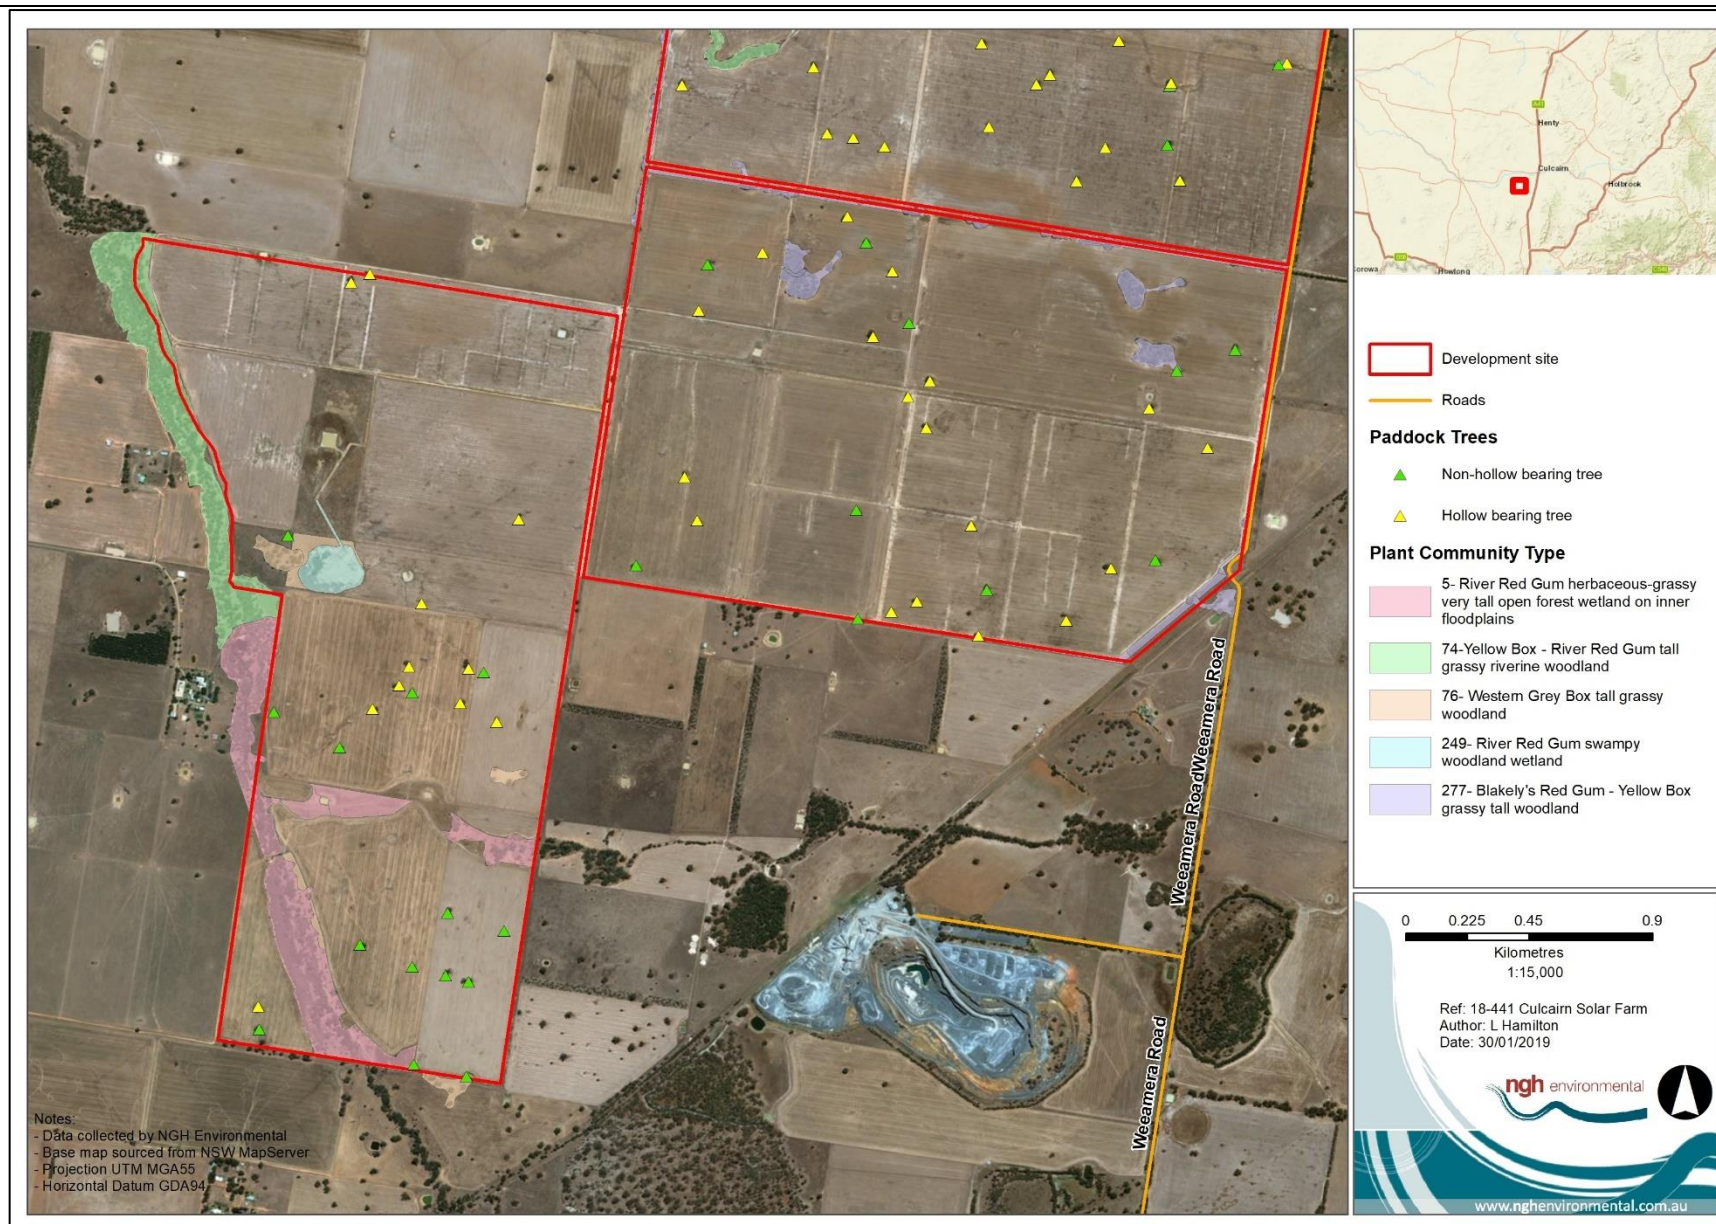 Weeamera RoadWeeamera Road
Weeamera Road
Notes:
- Data collected by NGH Environmental
- Base map sourced from NSW MapServer
- Projection UTM MGA55
- Horizontal Datum GDA94
Henty
Culcairn
Holbrook
Corowa
Howlong
Development site
Roads
Paddock Trees
Non-hollow bearing tree
Hollow bearing tree
Plant Community Type
5- River Red Gum herbaceous-grassy
very tall open forest wetland on inner
floodplains
74-Yellow Box - River Red Gum tall
grassy riverine woodland
76- Western Grey Box tall grassy
woodland
249- River Red Gum swampy
woodland wetland
277- Blakely's Red Gum - Yellow Box
grassy tall woodland
0 0.225 0.45 0.9
Kilometres
1:15,000
Ref: 18-441 Culcairn Solar Farm
Author: L Hamilton
Date: 30/01/2019
ngh environmental
www.nghenvironmental.com.au